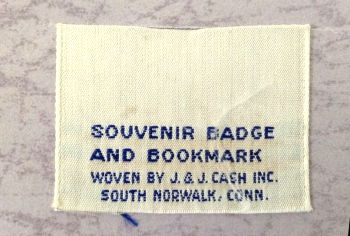 SOUVENIR BADGE
AND BOOKMARK
WOVEN BY J. & J. CASH INC.
SOUTH NORWALK, CONN.